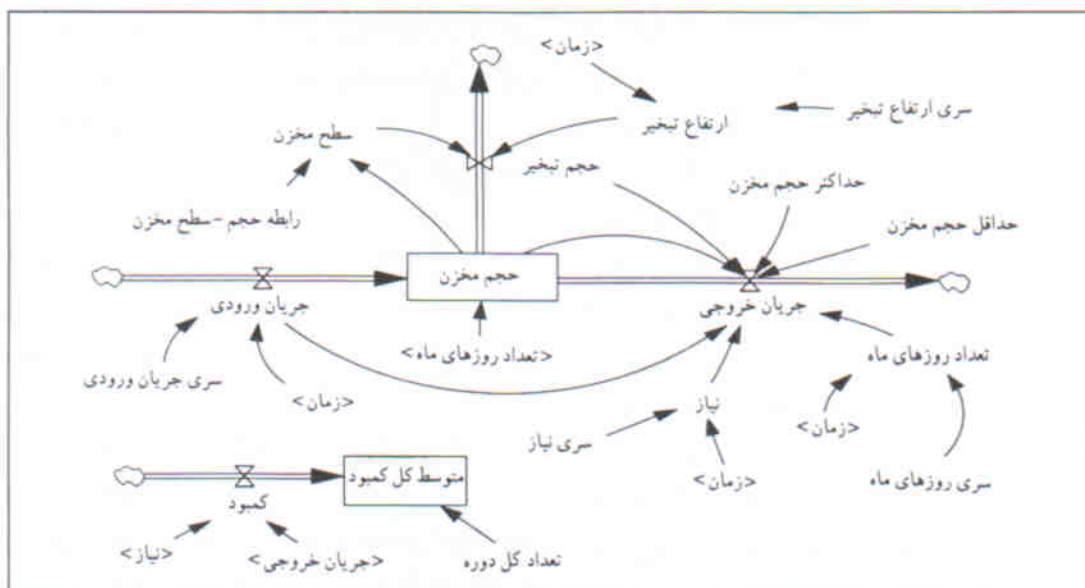 <زمان>
سری ارتفاع تبخیر
ارتفاع تبخیر
سطح مخزن
حجم تبخیر
حداکثر حجم مخزن
رابطه حجم - سطح مخزن
حداقل حجم مخزن
حجم مخزن
جریان ورودی
جریان خروجی
<تعداد روزهای ماه>
تعداد روزهای ماه
سری جریان ورودی
<زمان>
نیاز
<زمان>
سری نیاز
<زمان>
سری روزهای ماه
متوسط کل کمبود
کمبود
<نیاز>
<جریان خروجی>
تعداد کل دوره